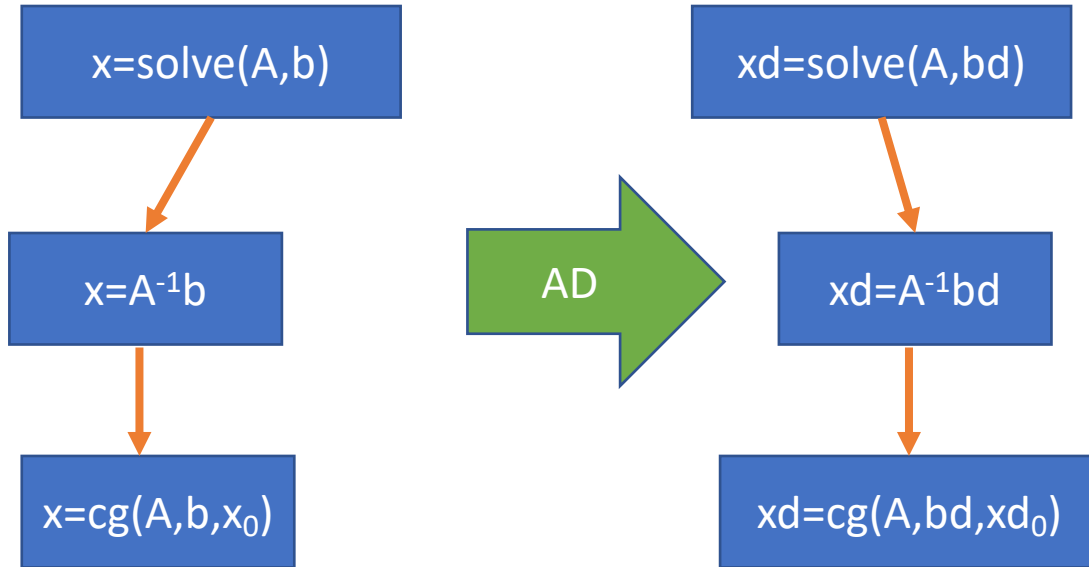 x=solve(A,b)
xd=solve(A,bd)
x=A⁻¹b
AD
xd=A⁻¹bd
x=cg(A,b,x₀)
xd=cg(A,bd,xd₀)